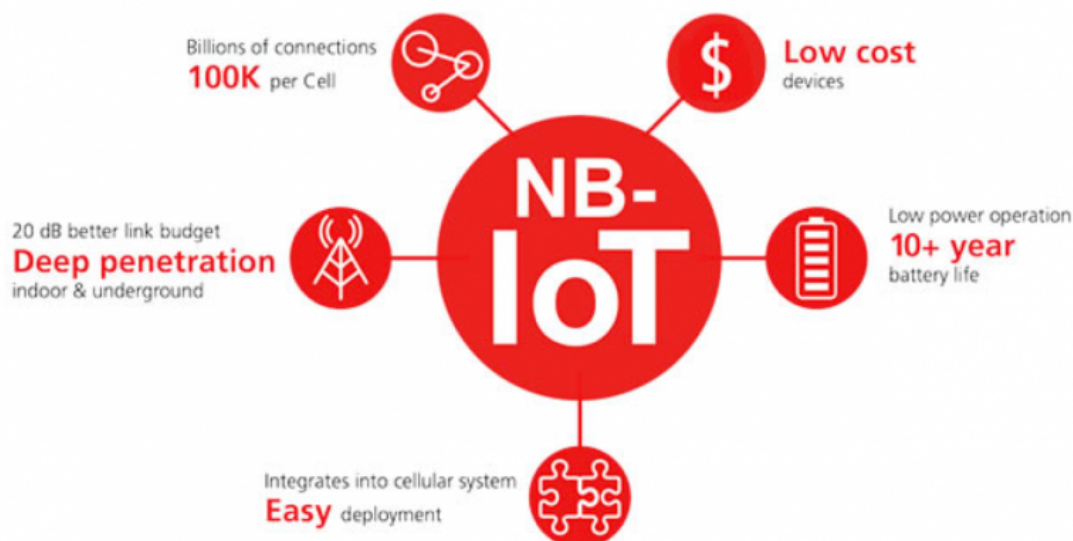 Billions of connections
100K per Cell
$
Low cost
devices
NB-
IoT
20 dB better link budget
Deep penetration
indoor & underground
Low power operation
10+ year
battery life
Integrates into cellular system
Easy deployment